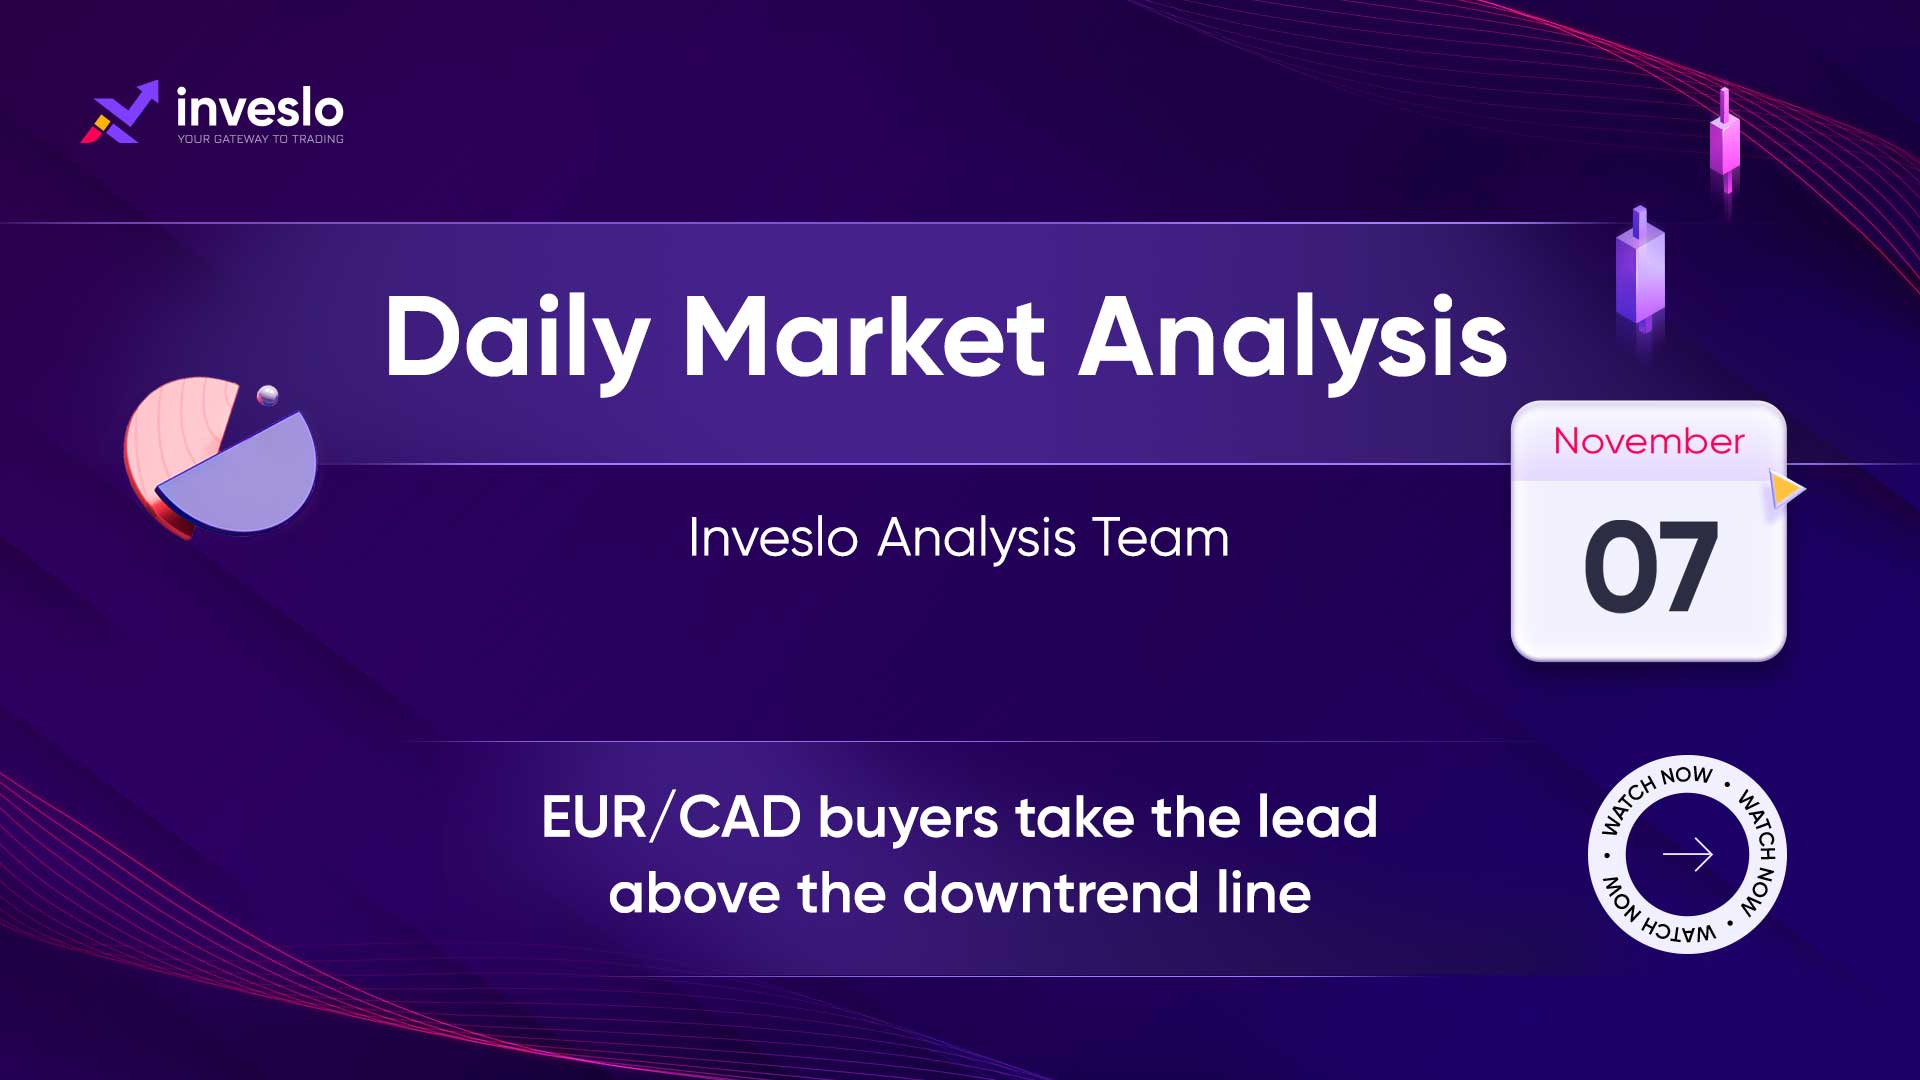 inveslo
YOUR GATEWAY TO TRADING
Daily Market Analysis
November
07
Inveslo Analysis Team
EUR/CAD buyers take the lead
above the downtrend line
WATCH NOW • WATCH NOW • WATCH NOW •